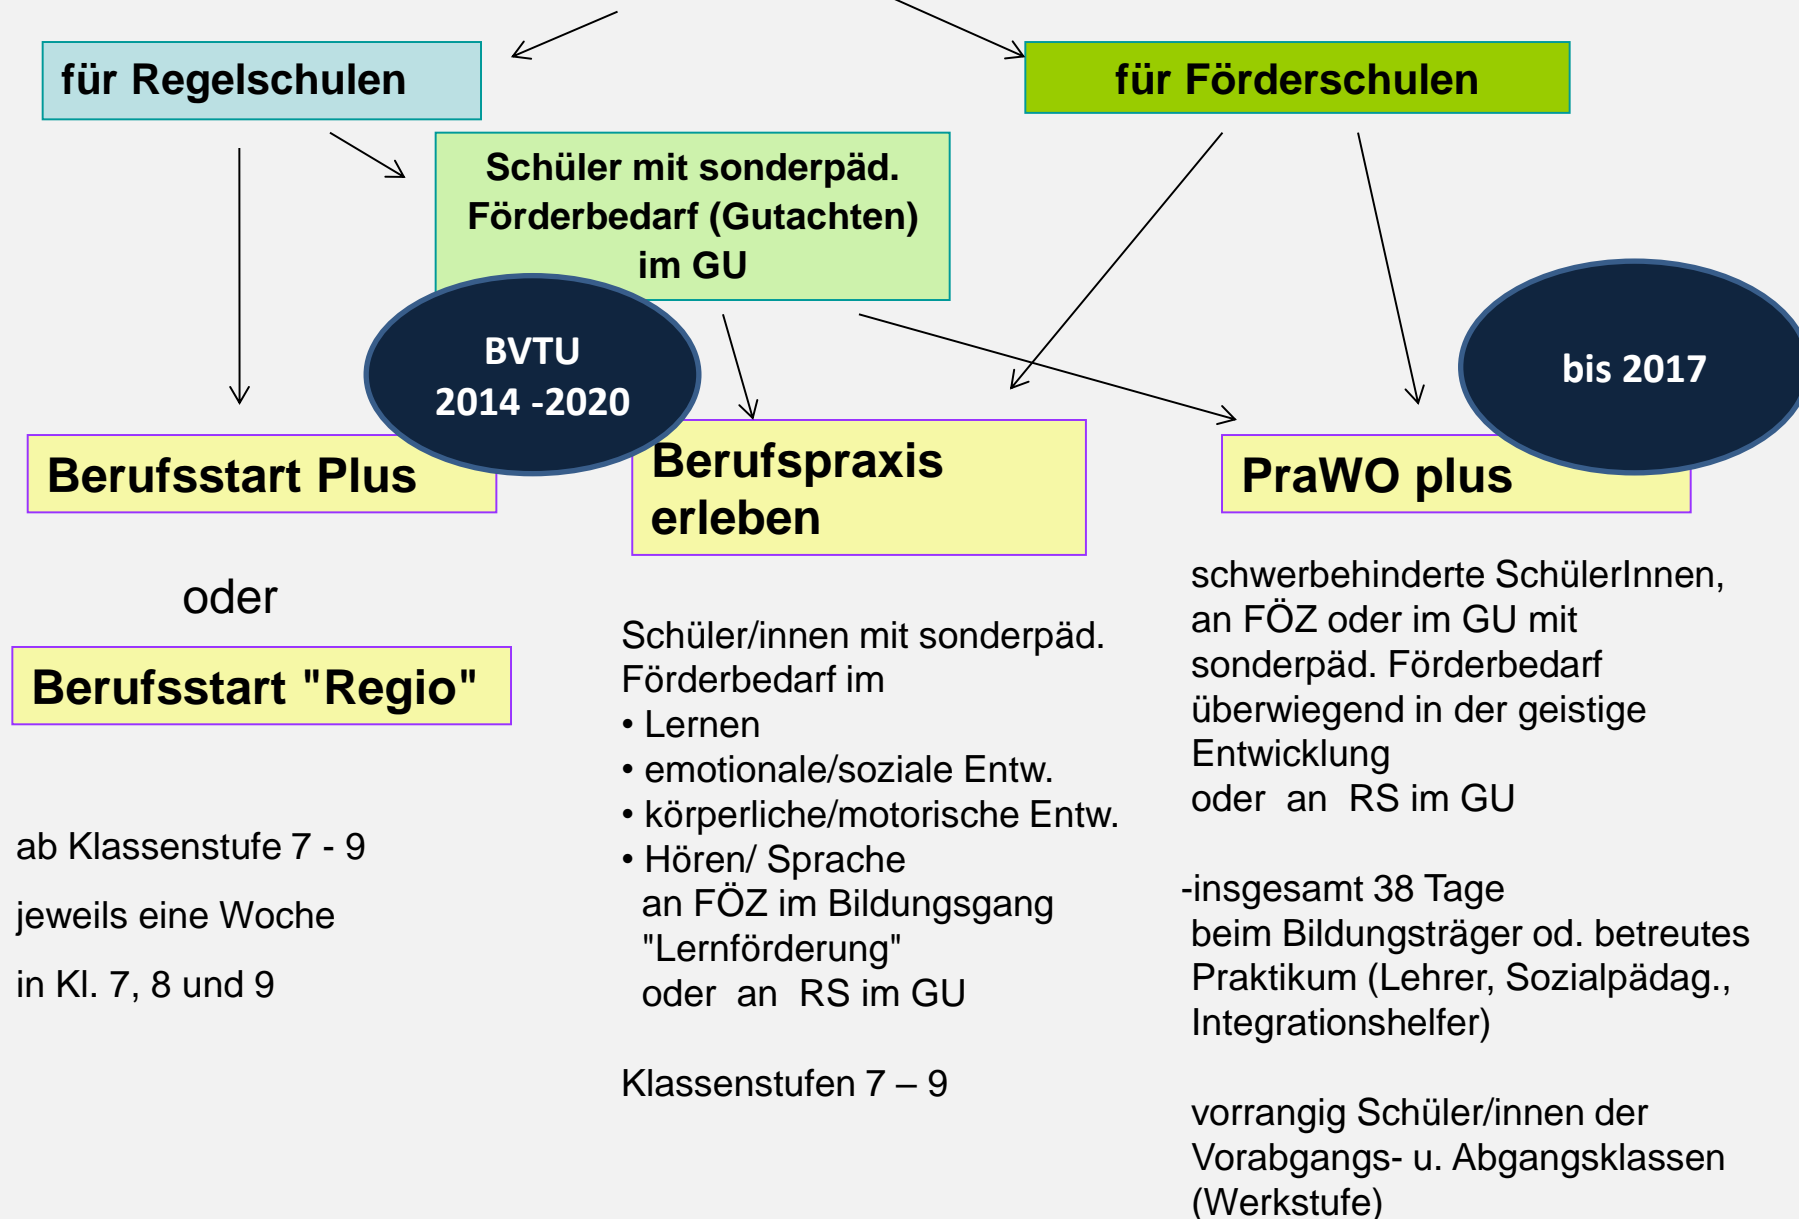 für Regelschulen
für Förderschulen
Schüler mit sonderpäd.
Förderbedarf (Gutachten)
im GU
BVTU
2014 -2020
bis 2017
Berufsstart Plus
oder
Berufsstart "Regio"
ab Klassenstufe 7 - 9
jeweils eine Woche
in Kl. 7, 8 und 9
Berufspraxis
erleben
Schüler/innen mit sonderpäd.
Förderbedarf im
• Lernen
• emotionale/soziale Entw.
• körperliche/motorische Entw.
• Hören/ Sprache
an FÖZ im Bildungsgang
"Lernförderung"
oder an RS im GU
Klassenstufen 7 – 9
PraWO plus
schwerbehinderte SchülerInnen,
an FÖZ oder im GU mit
sonderpäd. Förderbedarf
überwiegend in der geistige
Entwicklung
oder an RS im GU
-insgesamt 38 Tage
beim Bildungsträger od. betreutes
Praktikum (Lehrer, Sozialpädag.,
Integrationshelfer)
vorrangig Schüler/innen der
Vorabgangs- u. Abgangsklassen
(Werkstufe)